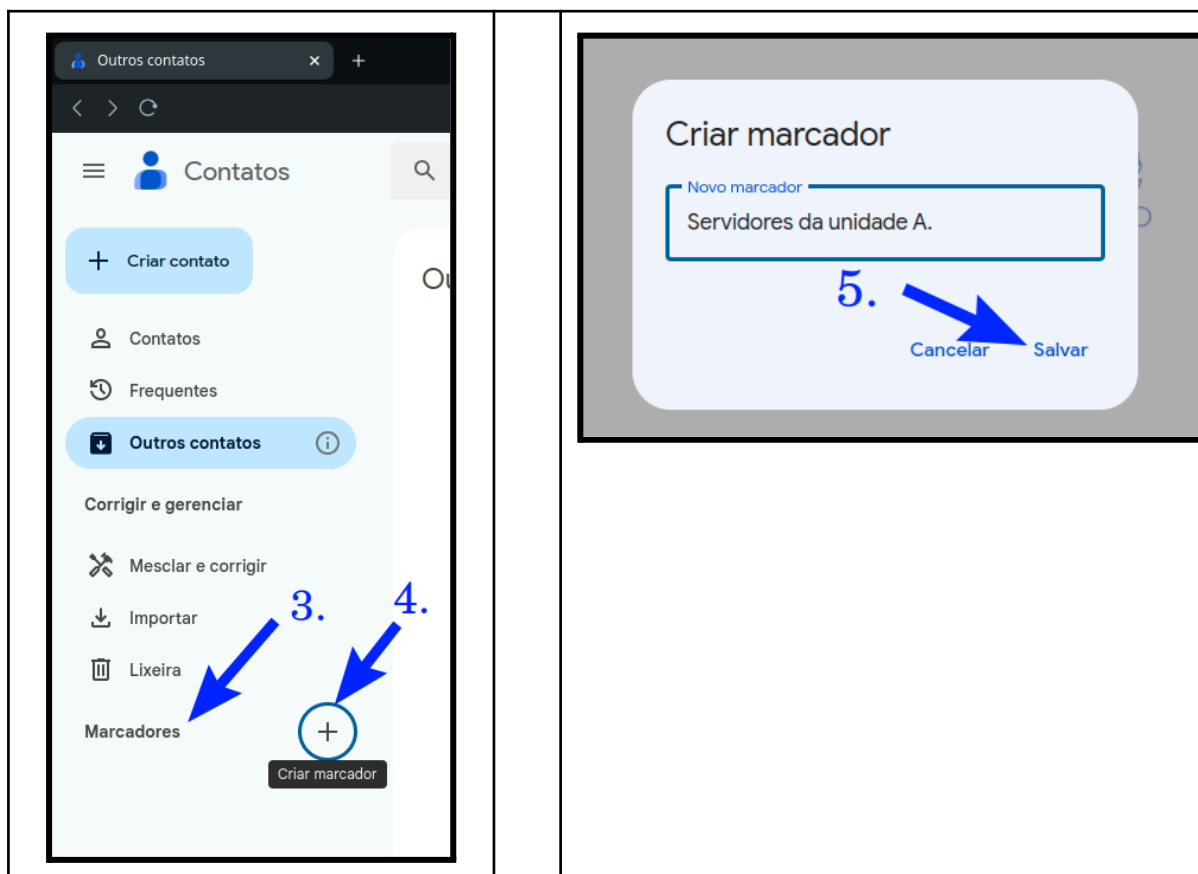 Outros contatos
Contatos
Criar contato
Contatos
Frequentes
Outros contatos
Corrigir e gerenciar
Mesclar e corrigir
Importar
3.
4.
Lixeira
Marcadores
Criar marcador
Criar marcador
Novo marcador
Servidores da unidade A.
5.
Cancelar
Salvar